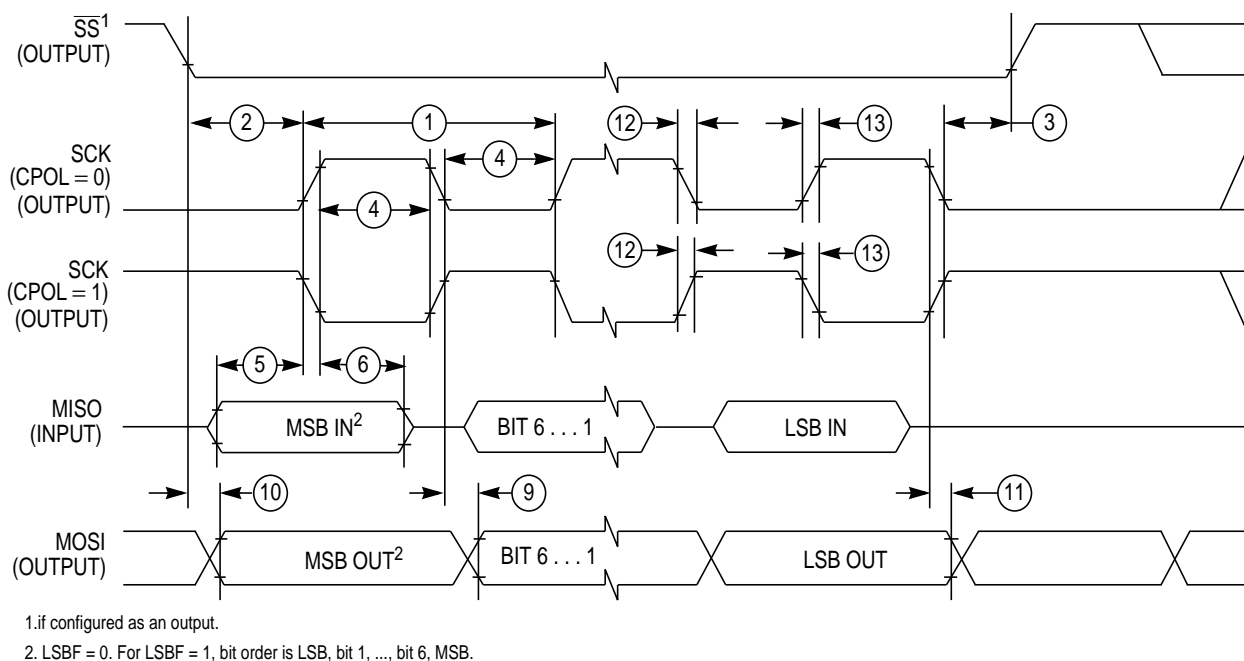 SS1
(OUTPUT)
2
1
12
13
3
SCK
(CPOL = 0)
(OUTPUT)
4
4
SCK
(CPOL = 1)
(OUTPUT)
12
13
5
6
MISO
(INPUT)
MSB IN2
BIT 6 . . . 1
LSB IN
10
9
11
MOSI
(OUTPUT)
MSB OUT2
BIT 6 . . . 1
LSB OUT
1.if configured as an output.
2. LSBF = 0. For LSBF = 1, bit order is LSB, bit 1, ..., bit 6, MSB.